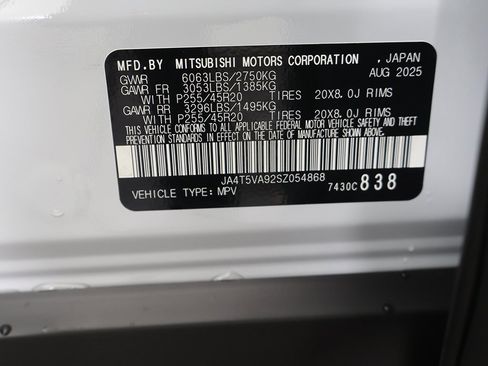 MFD.BY MITSUBISHI MOTORS CORPORATION , JAPAN
GVWR 6063LBS/2750KG AUG 2025
GAWR FR 3053LBS/1385KG
WITH P255/45R20 TIRES 20X8.0J RIMS
GAWR RR 3296LBS/1495KG
WITH P255/45R20 TIRES 20X8.0J RIMS
THIS VEHICLE CONFORMS TO ALL APPLICABLE FEDERAL MOTOR VEHICLE SAFETY AND THEFT
PREVENTION STANDARDS IN EFFECT ON THE DATE OF MANUFACTURE SHOWN ABOVE.
JA4T5VA92SZ054868
VEHICLE TYPE: MPV 7430C 838